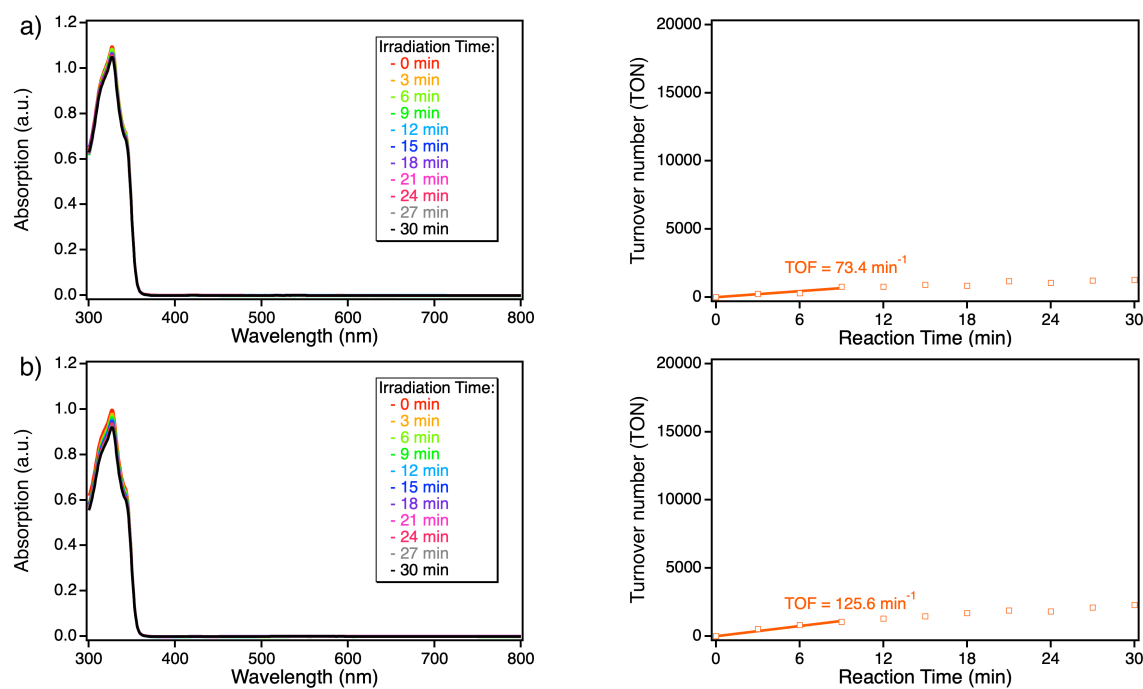 a)
Absorption (a.u.)
1.2
1.0
0.8
0.6
0.4
0.2
0.0
300 400 500 600 700 800
Wavelength (nm)
Irradiation Time:
- 0 min
- 3 min
- 6 min
- 9 min
- 12 min
- 15 min
- 18 min
- 21 min
- 24 min
- 27 min
- 30 min
Turnover number (TON)
20000
15000
10000
5000
0
TOF = 73.4 min⁻¹
0 6 12 18 24 30
Reaction Time (min)
b)
Absorption (a.u.)
1.2
1.0
0.8
0.6
0.4
0.2
0.0
300 400 500 600 700 800
Wavelength (nm)
Irradiation Time:
- 0 min
- 3 min
- 6 min
- 9 min
- 12 min
- 15 min
- 18 min
- 21 min
- 24 min
- 27 min
- 30 min
Turnover number (TON)
20000
15000
10000
5000
0
TOF = 125.6 min⁻¹
0 6 12 18 24 30
Reaction Time (min)